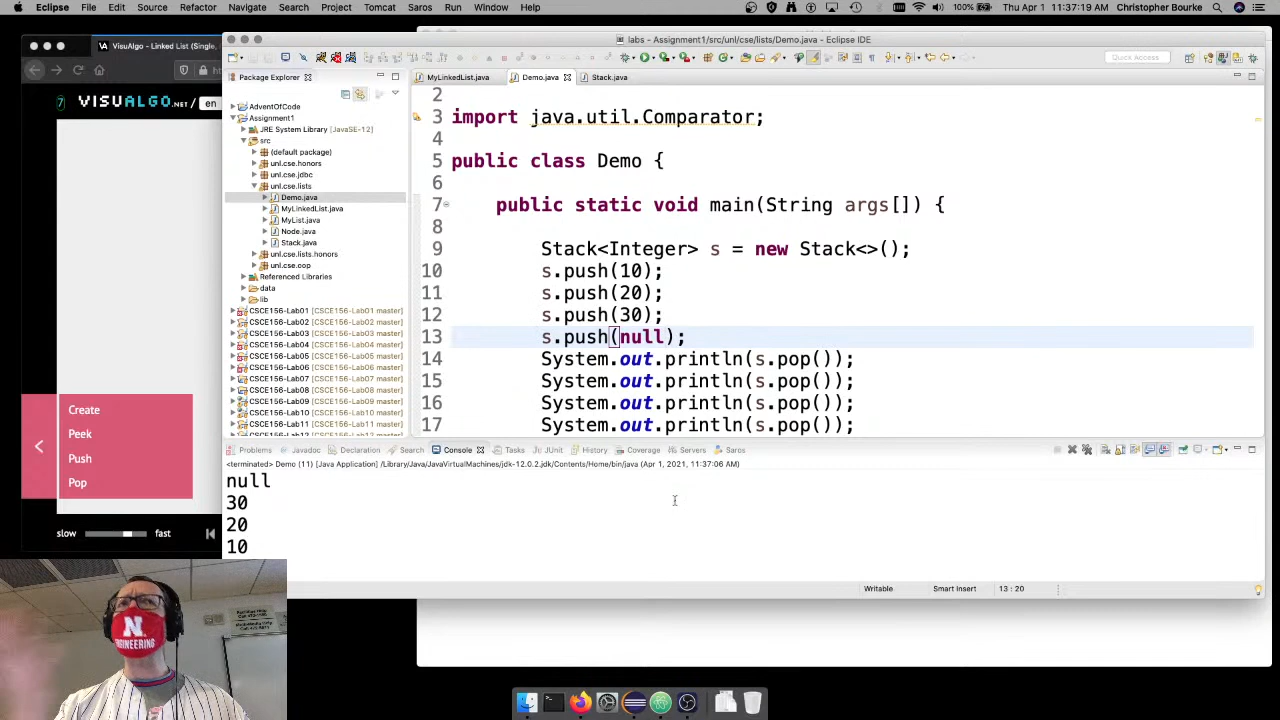 Eclipse File Edit Source Refactor Navigate Search Project Tomcat Saros Run Window Help
100% Thu Apr 1 11:37:19 AM Christopher Bourke
VisuAlgo - Linked List (Single,
7 VISUALGO.NET/ en
Create
Peek
Push
Pop
slow fast
labs - Assignment1/src/unl/cse/lists/Demo.java - Eclipse IDE
Quick Access
Package Explorer
AdventOfCode
Assignment1
JRE System Library [JavaSE-12]
src
(default package)
unl.cse.honors
unl.cse.jdbc
unl.cse.lists
Demo.java
MyLinkedList.java
MyList.java
Node.java
Stack.java
unl.cse.lists.honors
unl.cse.oop
Referenced Libraries
data
lib
CSCE156-Lab01 [CSCE156-Lab01 master]
CSCE156-Lab02 [CSCE156-Lab02 master]
CSCE156-Lab03 [CSCE156-Lab03 master]
CSCE156-Lab04 [CSCE156-Lab04 master]
CSCE156-Lab05 [CSCE156-Lab05 master]
CSCE156-Lab06 [CSCE156-Lab06 master]
CSCE156-Lab07 [CSCE156-Lab07 master]
CSCE156-Lab08 [CSCE156-Lab08 master]
CSCE156-Lab09 [CSCE156-Lab09 master]
CSCE156-Lab10 [CSCE156-Lab10 master]
CSCE156-Lab11 [CSCE156-Lab11 master]
MyLinkedList.java Demo.java Stack.java
2
3 import java.util.Comparator;
4
5 public class Demo {
6
7 public static void main(String args[]) {
8
9 Stack<Integer> s = new Stack<>();
10 s.push(10);
11 s.push(20);
12 s.push(30);
13 s.push(null);
14 System.out.println(s.pop());
15 System.out.println(s.pop());
16 System.out.println(s.pop());
17 System.out.println(s.pop());
Problems Javadoc Declaration Search Console Tasks JUnit History Coverage Servers Saros
<terminated> Demo (11) [Java Application] /Library/Java/JavaVirtualMachines/jdk-12.0.2.jdk/Contents/Home/bin/java (Apr 1, 2021, 11:37:06 AM)
null
30
20
10
Writable Smart Insert 13 : 20
N
ENGINEERING